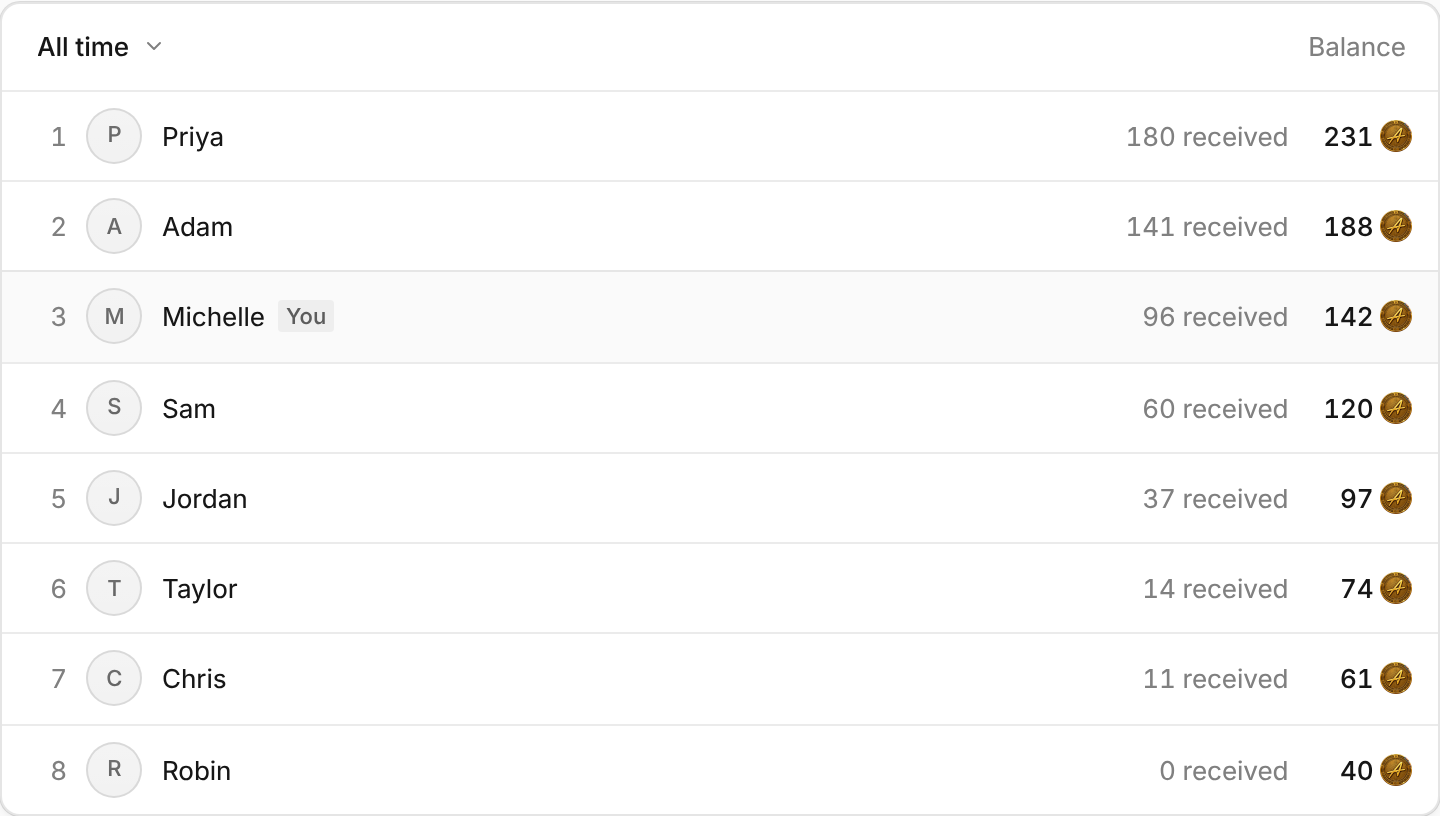 All time Balance
1 P Priya 180 received 231
2 A Adam 141 received 188
3 M Michelle You 96 received 142
4 S Sam 60 received 120
5 J Jordan 37 received 97
6 T Taylor 14 received 74
7 C Chris 11 received 61
8 R Robin 0 received 40